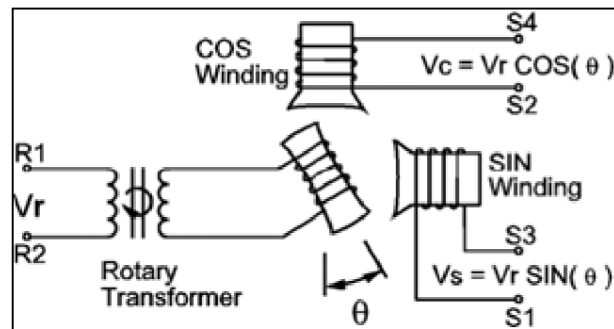 S4
COS
Winding
Vc = Vr COS( θ )
S2
R1
Vr
R2
SIN
Winding
S3
Rotary
Transformer
θ
Vs = Vr SIN( θ )
S1